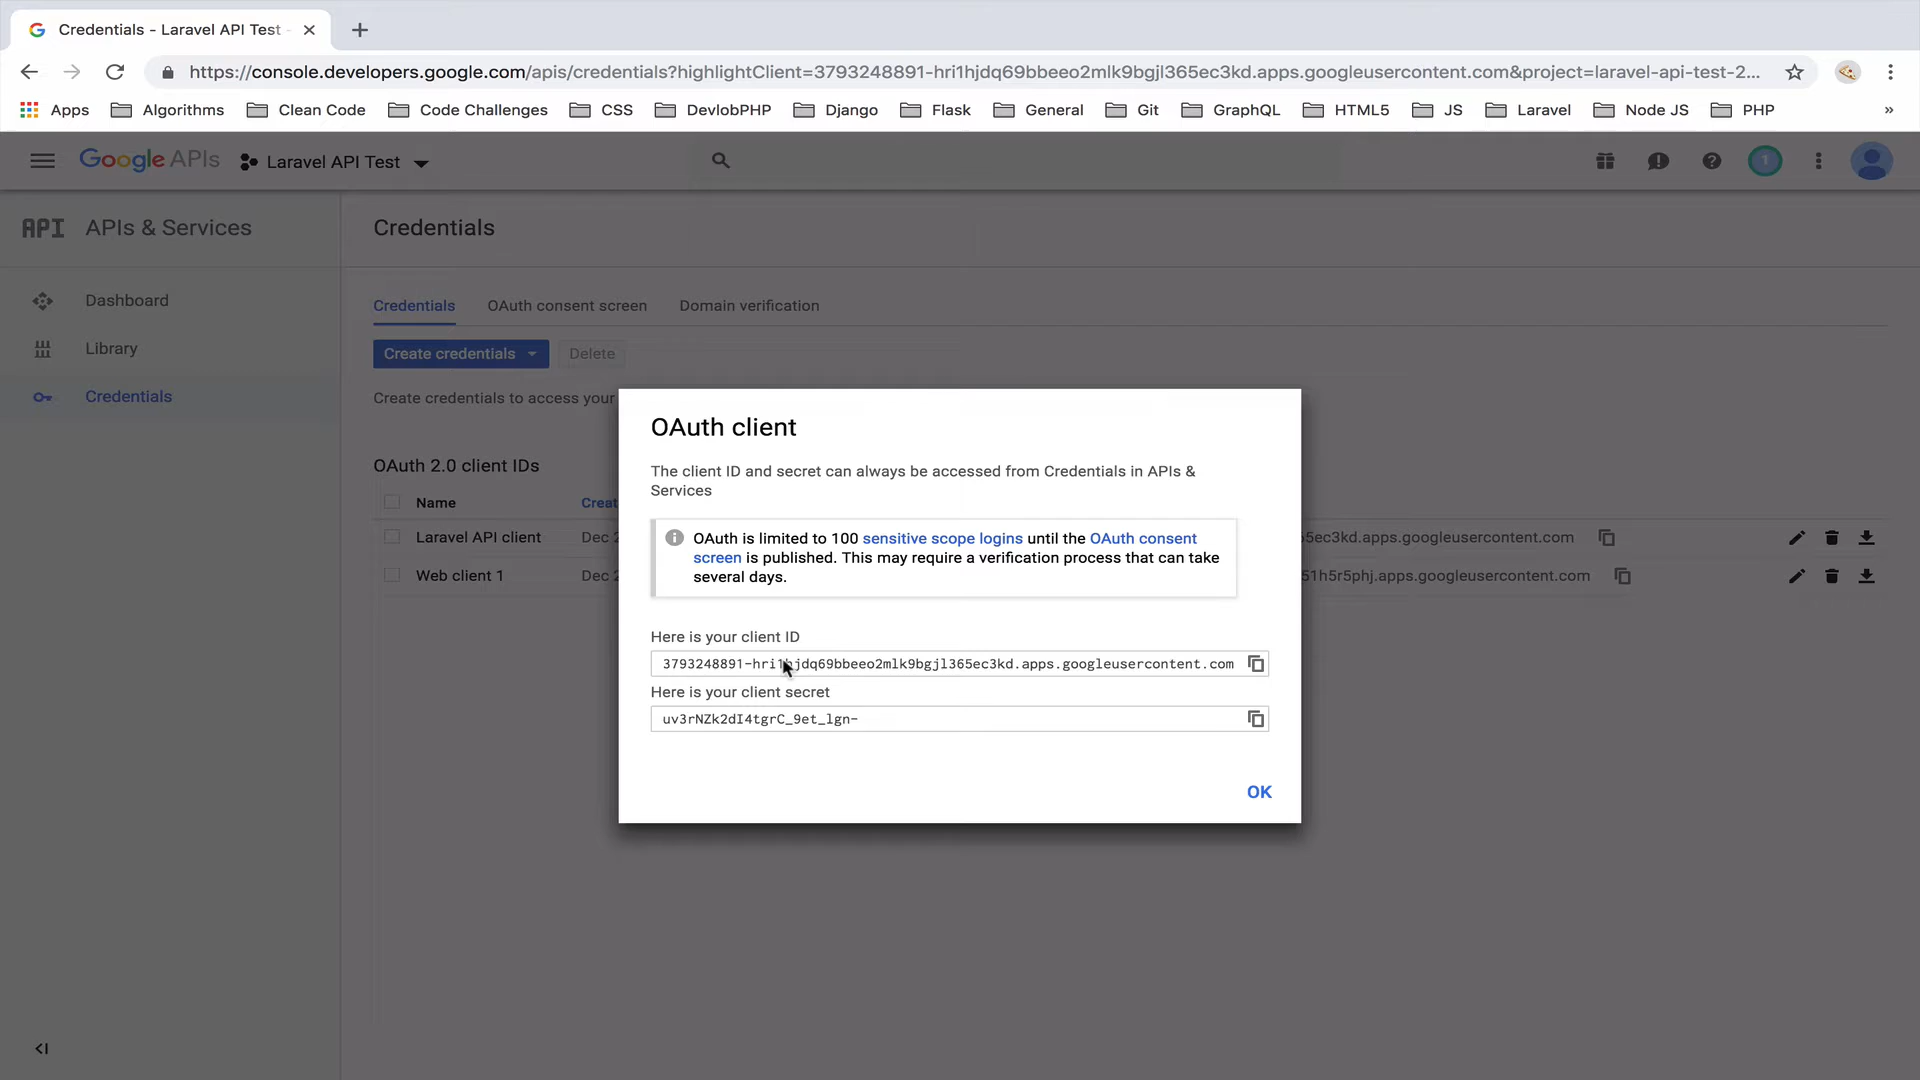 Credentials - Laravel API Test -
https://console.developers.google.com/apis/credentials?highlightClient=3793248891-hri1hjdq69bbeeo2mlk9bgjl365ec3kd.apps.googleusercontent.com&project=laravel-api-test-2...
Apps Algorithms Clean Code Code Challenges CSS DevlobPHP Django Flask General Git GraphQL HTML5 JS Laravel Node JS PHP »
Google APIs Laravel API Test 1
API APIs & Services Credentials
Dashboard
Library
Credentials
Credentials OAuth consent screen Domain verification
Create credentials Delete
Create credentials to access your
OAuth 2.0 client IDs
Name Creat
Laravel API client Dec 2 5ec3kd.apps.googleusercontent.com
Web client 1 Dec 2 51h5r5phj.apps.googleusercontent.com
OAuth client
The client ID and secret can always be accessed from Credentials in APIs &
Services
OAuth is limited to 100 sensitive scope logins until the OAuth consent
screen is published. This may require a verification process that can take
several days.
Here is your client ID
3793248891-hri1hjdq69bbeeo2mlk9bgjl365ec3kd.apps.googleusercontent.com
Here is your client secret
uv3rNZk2dI4tgrC_9et_lgn-
OK